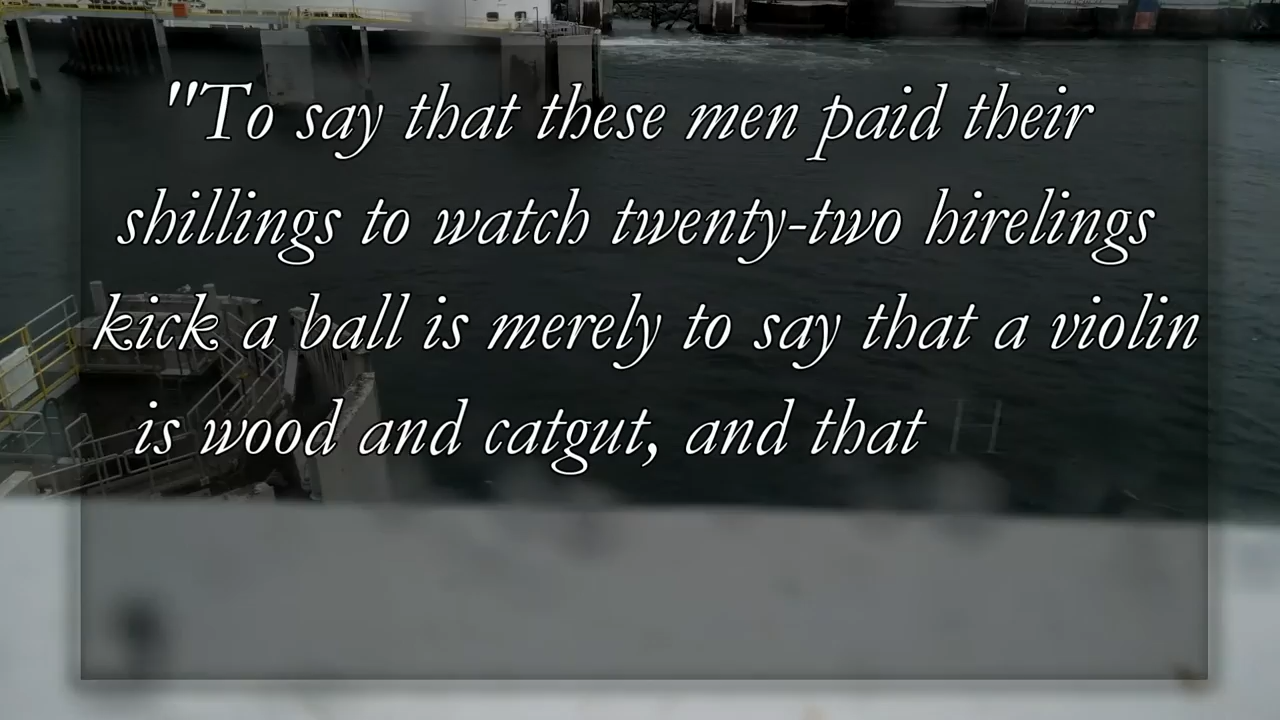 "To say that these men paid their
shillings to watch twenty-two hirelings
kick a ball is merely to say that a violin
is wood and catgut, and that